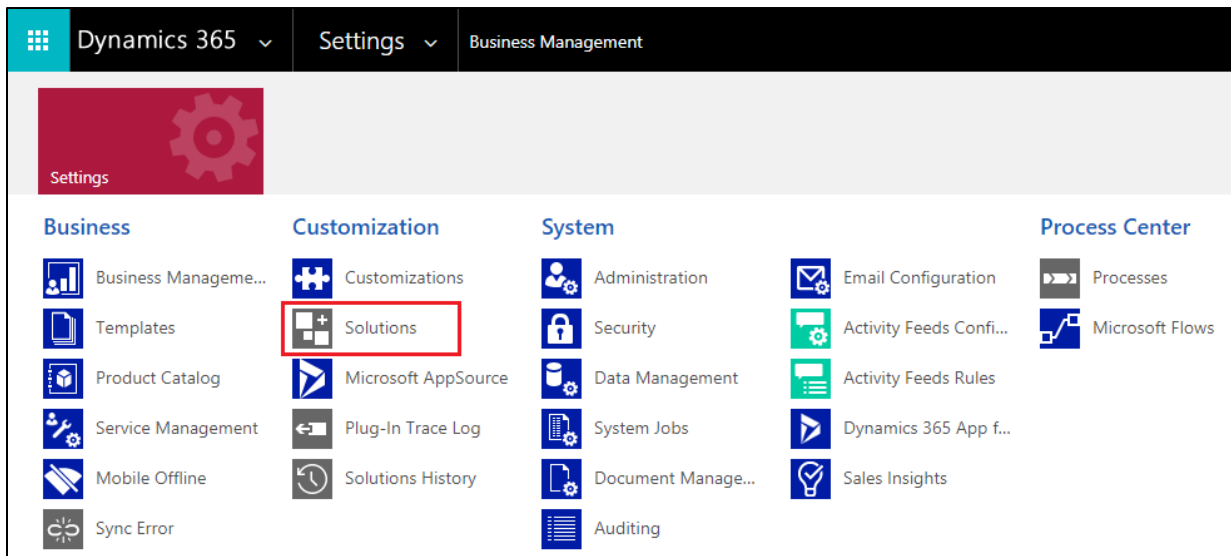 Dynamics 365
Settings
Business Management
Settings
Business
Business Manageme...
Templates
Product Catalog
Service Management
Mobile Offline
Sync Error
Customization
Customizations
Solutions
Microsoft AppSource
Plug-In Trace Log
Solutions History
System
Administration
Security
Data Management
System Jobs
Document Manage...
Auditing
Email Configuration
Activity Feeds Confi...
Activity Feeds Rules
Dynamics 365 App f...
Sales Insights
Process Center
Processes
Microsoft Flows